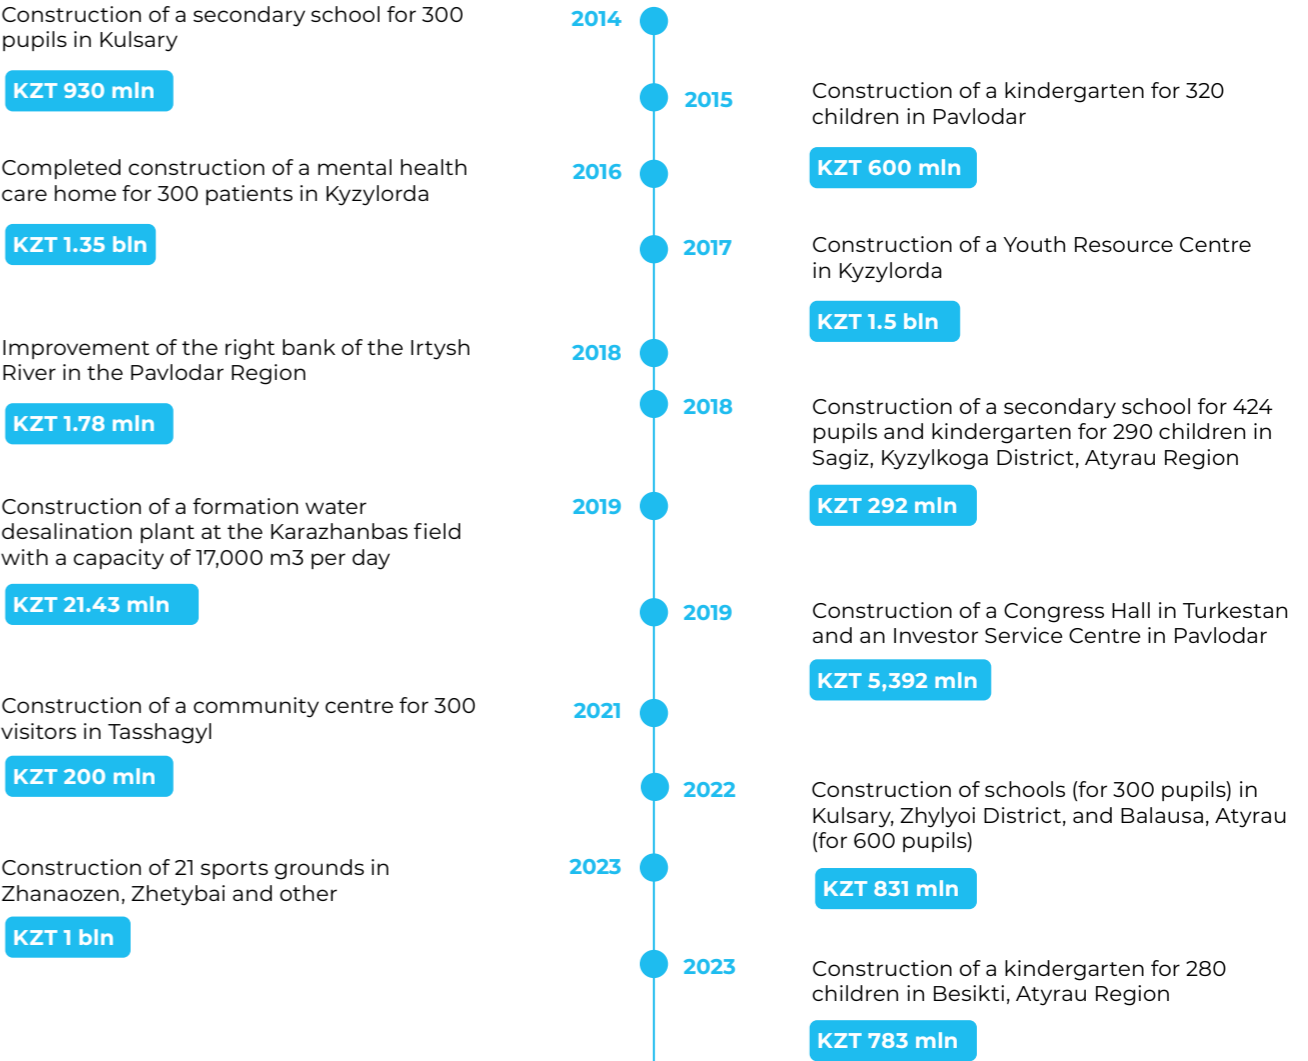 Construction of a secondary school for 300
pupils in Kulsary
KZT 930 mln
2014
2015
Construction of a kindergarten for 320
children in Pavlodar
KZT 600 mln
Completed construction of a mental health
care home for 300 patients in Kyzylorda
KZT 1.35 bln
2016
2017
Construction of a Youth Resource Centre
in Kyzylorda
KZT 1.5 bln
Improvement of the right bank of the Irtysh
River in the Pavlodar Region
KZT 1.78 mln
2018
2018
Construction of a secondary school for 424
pupils and kindergarten for 290 children in
Sagiz, Kyzylkoga District, Atyrau Region
KZT 292 mln
Construction of a formation water
desalination plant at the Karazhanbas field
with a capacity of 17,000 m3 per day
KZT 21.43 mln
2019
2019
Construction of a Congress Hall in Turkestan
and an Investor Service Centre in Pavlodar
KZT 5,392 mln
Construction of a community centre for 300
visitors in Tasshagyl
KZT 200 mln
2021
2022
Construction of schools (for 300 pupils) in
Kulsary, Zhylyoi District, and Balausa, Atyrau
(for 600 pupils)
KZT 831 mln
Construction of 21 sports grounds in
Zhanaozen, Zhetybai and other
KZT 1 bln
2023
2023
Construction of a kindergarten for 280
children in Besikti, Atyrau Region
KZT 783 mln